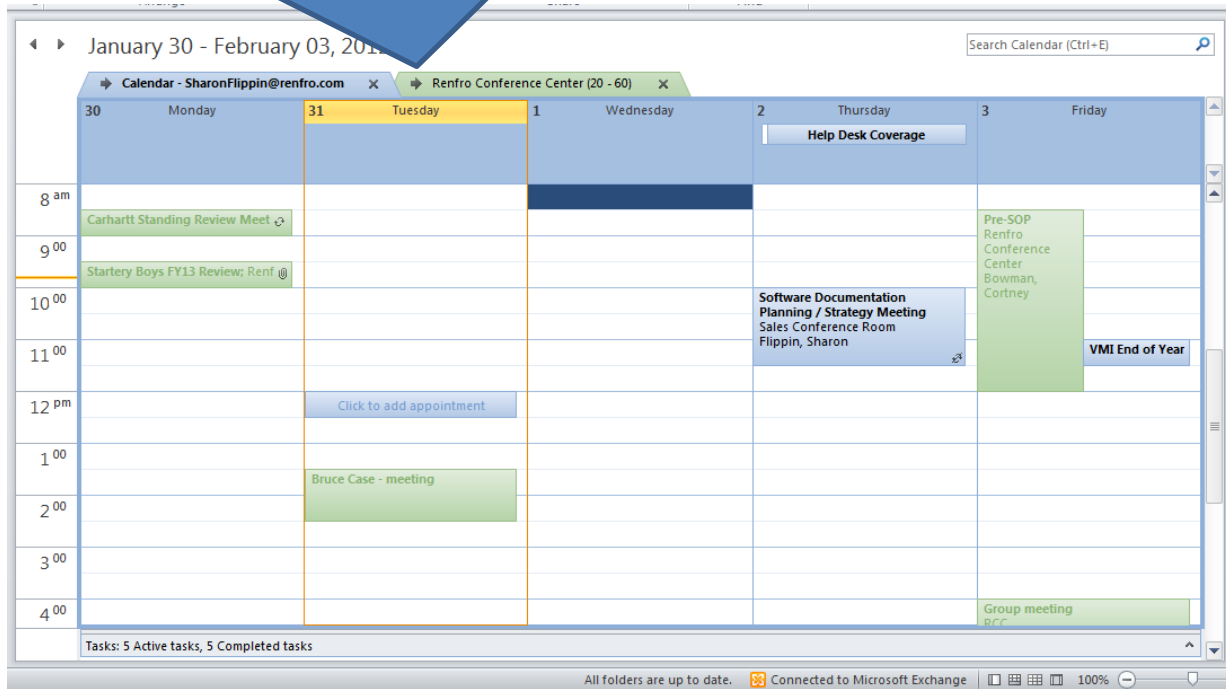 January 30 - February 03, 201
Search Calendar (Ctrl+E)
Calendar - SharonFlippin@renfro.com
Renfro Conference Center (20 - 60)
30 Monday
31 Tuesday
1 Wednesday
2 Thursday
3 Friday
Help Desk Coverage
8 am
Carhartt Standing Review Meet
Pre-SOP
Renfro
Conference
Center
Bowman,
Cortney
9 00
Startery Boys FY13 Review; Renf
10 00
Software Documentation
Planning / Strategy Meeting
Sales Conference Room
Flippin, Sharon
11 00
VMI End of Year
12 pm
Click to add appointment
1 00
Bruce Case - meeting
2 00
3 00
4 00
Group meeting
RCC
Tasks: 5 Active tasks, 5 Completed tasks
All folders are up to date.
Connected to Microsoft Exchange
100%